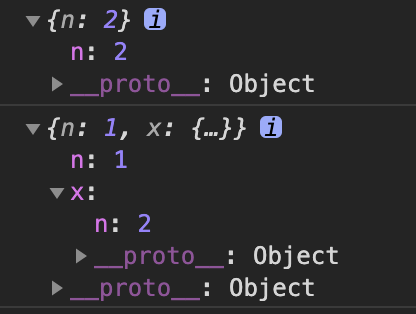 ▼{n: 2} i
n: 2
▶__proto__: Object
▼{n: 1, x: {…}} i
n: 1
▼x:
n: 2
▶__proto__: Object
▶__proto__: Object